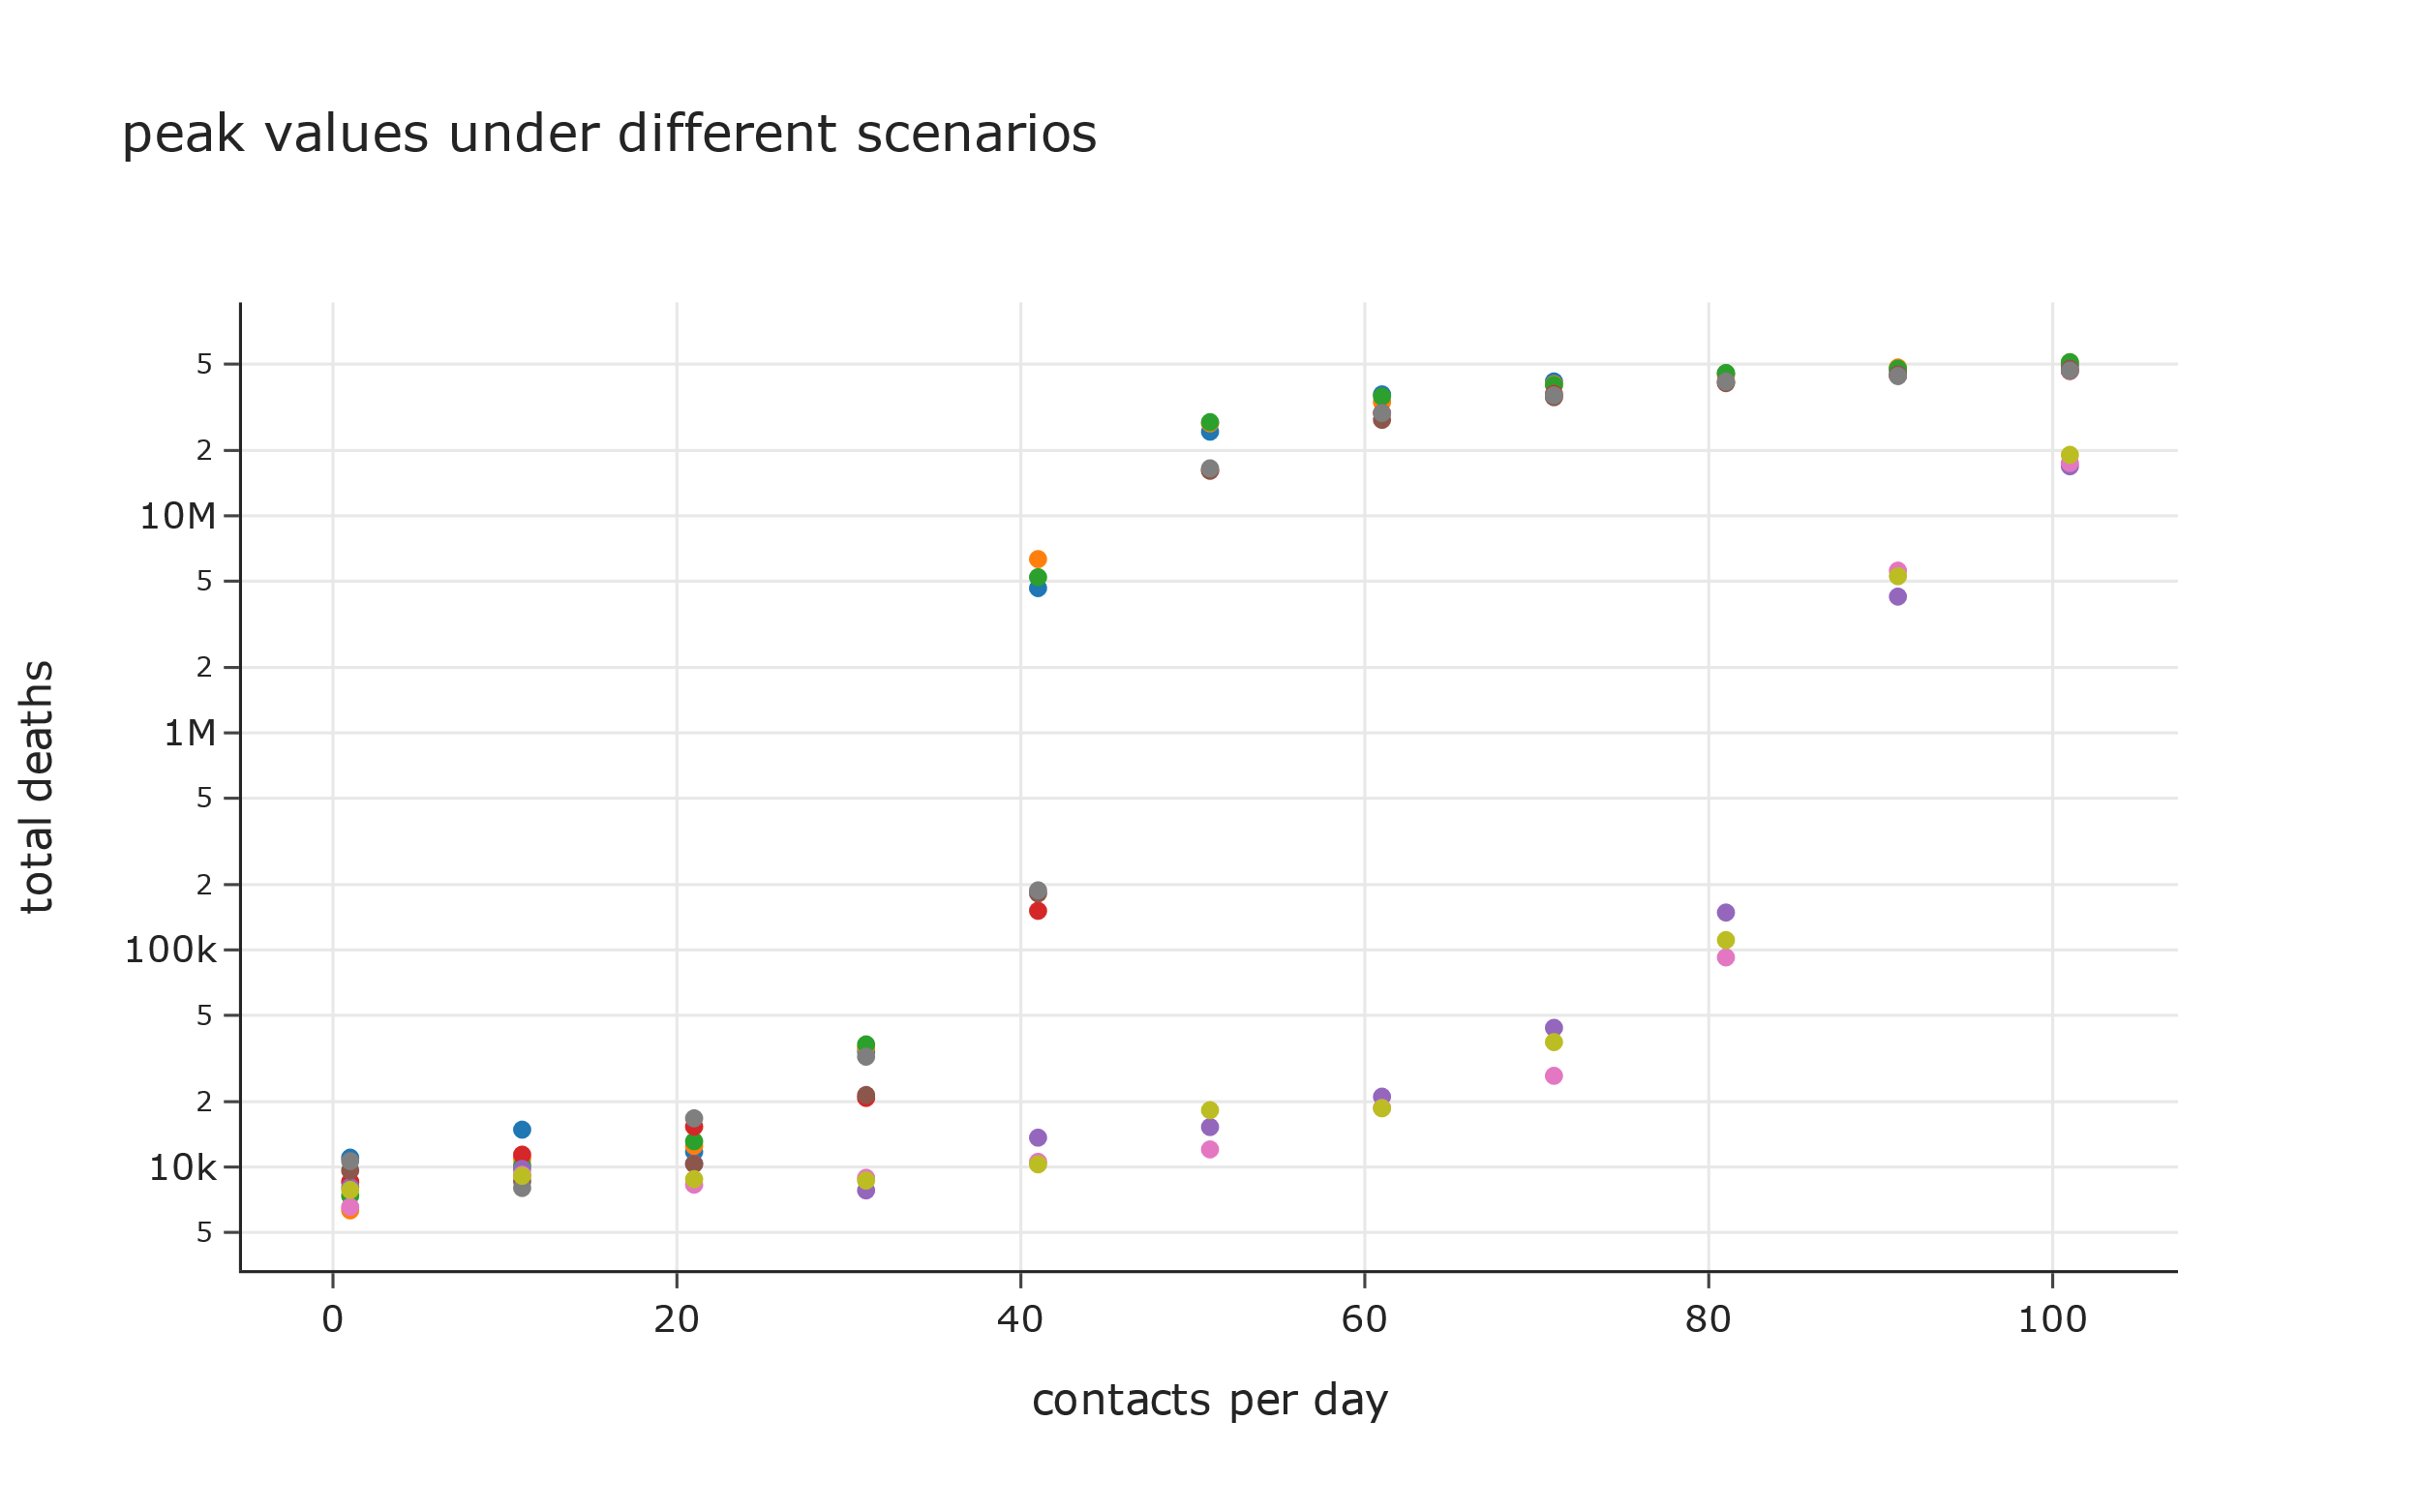 peak values under different scenarios
5
2
10M
5
2
1M
5
2
100k
5
2
10k
5
total deaths
0 20 40 60 80 100
contacts per day